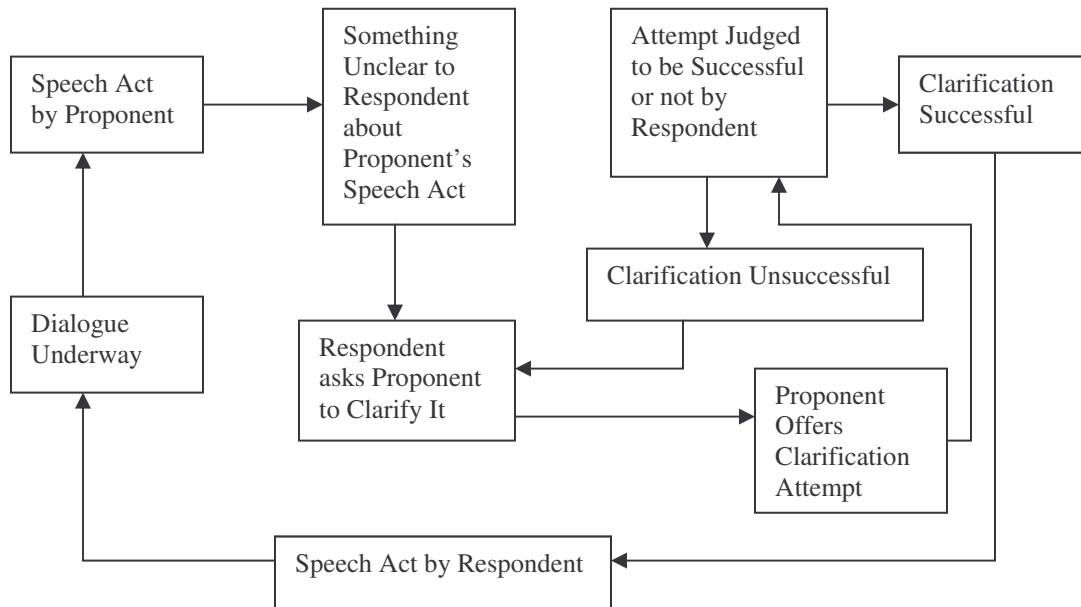 Speech Act
by Proponent
Something
Unclear to
Respondent
about
Proponent’s
Speech Act
Attempt Judged
to be Successful
or not by
Respondent
Clarification
Successful
Clarification Unsuccessful
Dialogue
Underway
Respondent
asks Proponent
to Clarify It
Proponent
Offers
Clarification
Attempt
Speech Act by Respondent